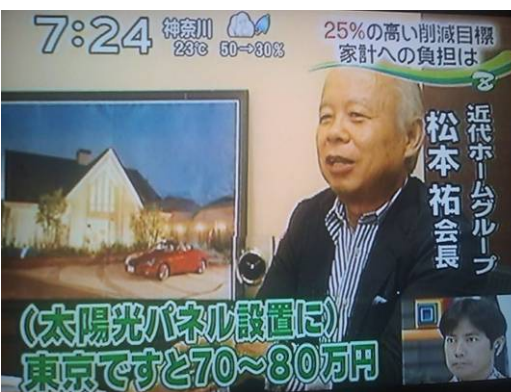 7:24
神奈川
23℃ 50→30%
25%の高い削減目標
家計への負担は
近代ホームグループ
松本 祐会長
(太陽光パネル設置に)
東京ですと70～80万円